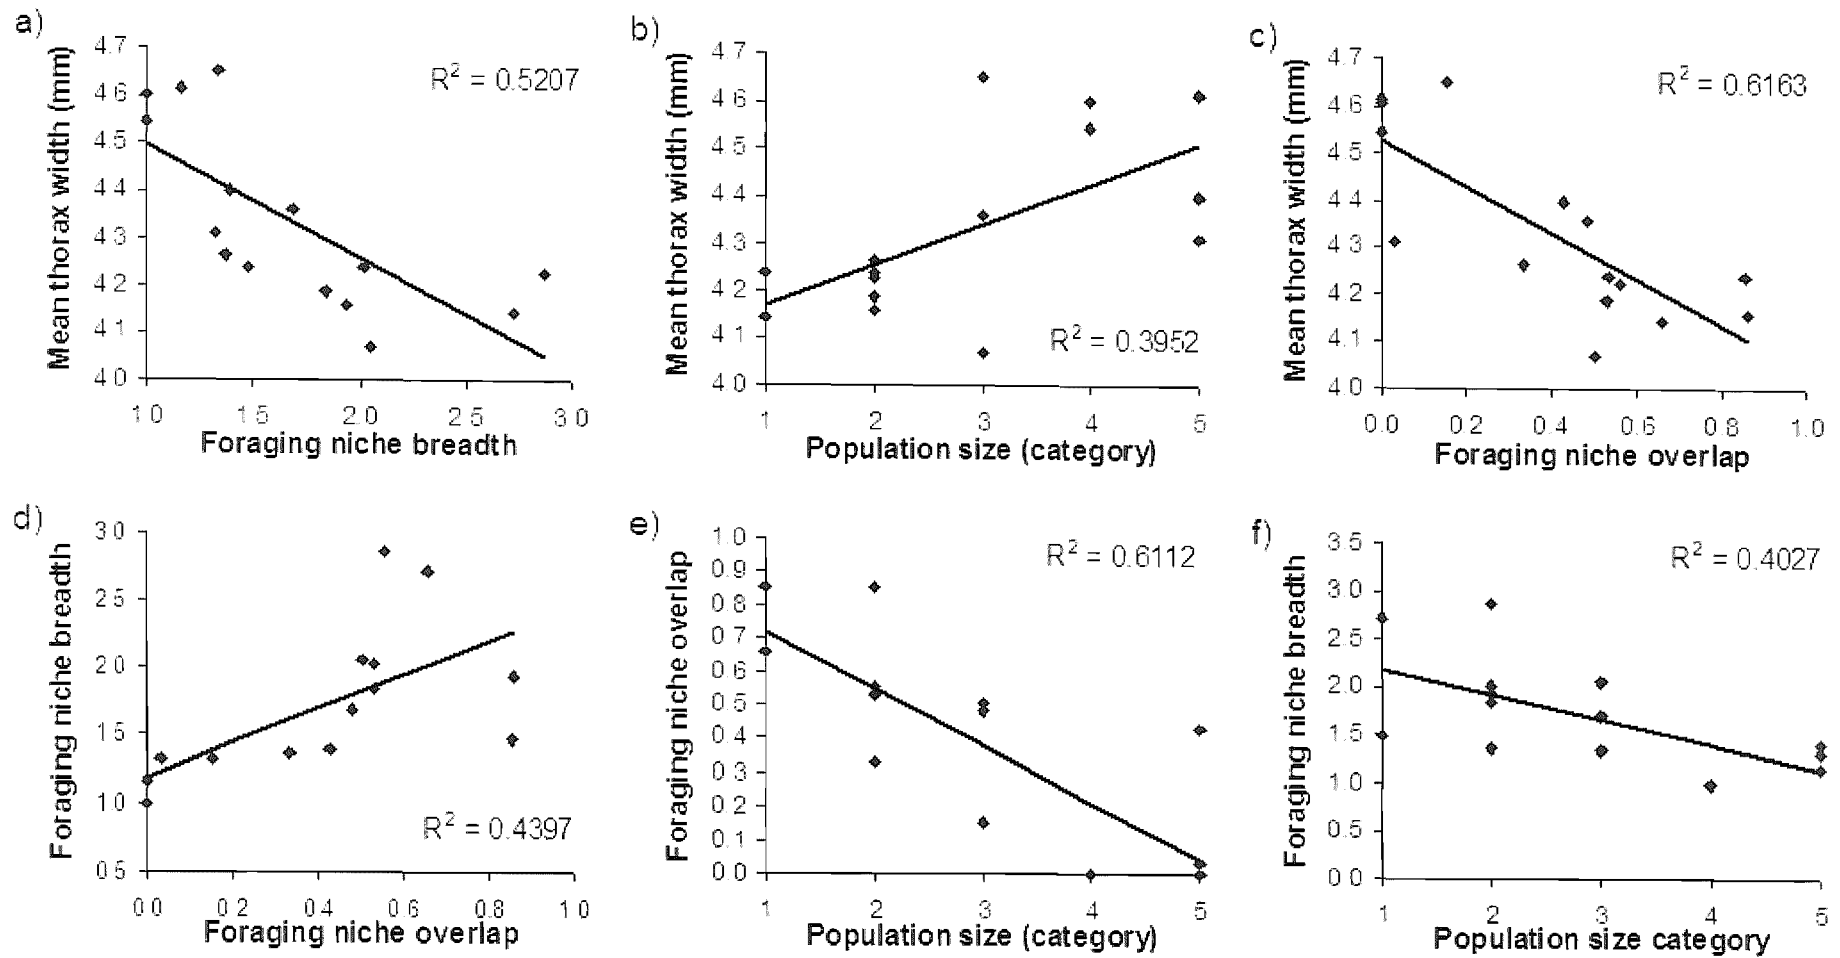 a)
R² = 0.5207
Mean thorax width (mm)
4.7
4.6
4.5
4.4
4.3
4.2
4.1
4.0
1.0 1.5 2.0 2.5 3.0
Foraging niche breadth
b)
R² = 0.3952
Mean thorax width (mm)
4.7
4.6
4.5
4.4
4.3
4.2
4.1
4.0
1 2 3 4 5
Population size (category)
c)
R² = 0.6163
Mean thorax width (mm)
4.7
4.6
4.5
4.4
4.3
4.2
4.1
4.0
0.0 0.2 0.4 0.6 0.8 1.0
Foraging niche overlap
d)
R² = 0.4397
Foraging niche breadth
3.0
2.5
2.0
1.5
1.0
0.5
0.0 0.2 0.4 0.6 0.8 1.0
Foraging niche overlap
e)
R² = 0.6112
Foraging niche overlap
1.0
0.9
0.8
0.7
0.6
0.5
0.4
0.3
0.2
0.1
0.0
1 2 3 4 5
Population size (category)
f)
R² = 0.4027
Foraging niche breadth
3.5
3.0
2.5
2.0
1.5
1.0
0.5
0.0
1 2 3 4 5
Population size category